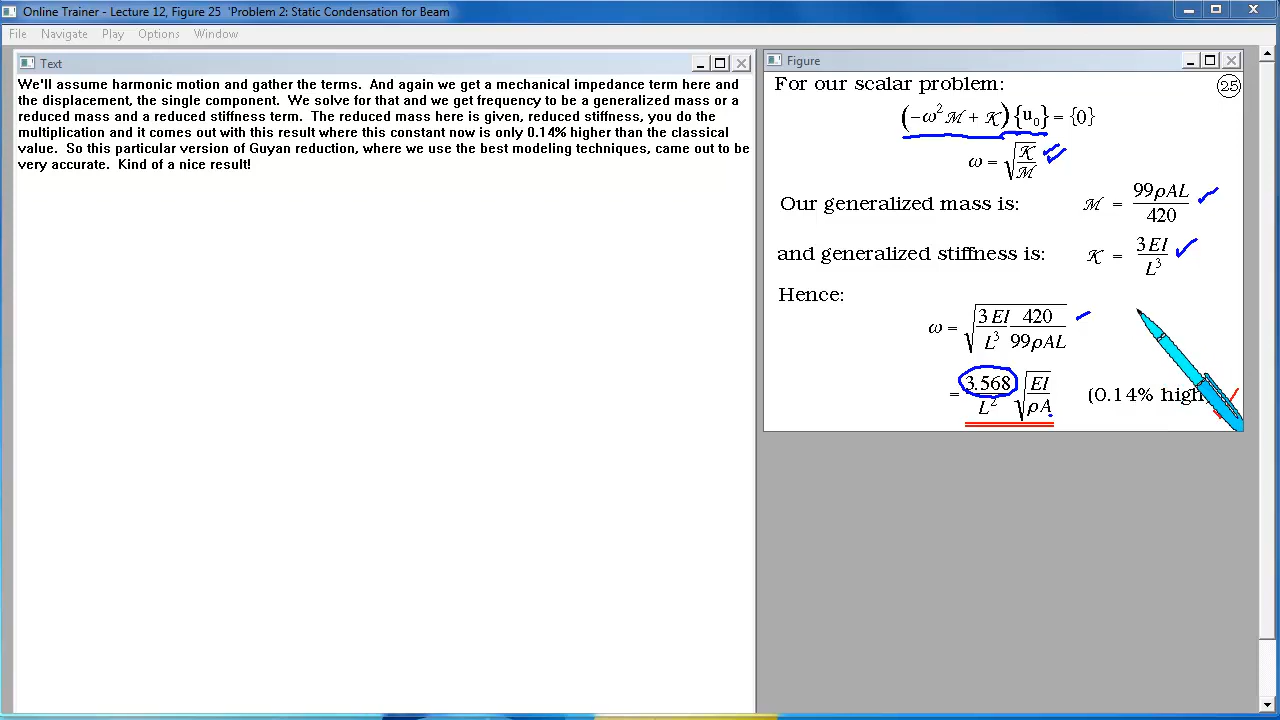 Online Trainer - Lecture 12, Figure 25 'Problem 2: Static Condensation for Beam
File Navigate Play Options Window
Text
We'll assume harmonic motion and gather the terms. And again we get a mechanical impedance term here and
the displacement, the single component. We solve for that and we get frequency to be a generalized mass or a
reduced mass and a reduced stiffness term. The reduced mass here is given, reduced stiffness, you do the
multiplication and it comes out with this result where this constant now is only 0.14% higher than the classical
value. So this particular version of Guyan reduction, where we use the best modeling techniques, came out to be
very accurate. Kind of a nice result!
Figure
For our scalar problem:
25
(-ω² ℳ + 𝒦) {u₀} = {0}
ω = √(𝒦/ℳ)
Our generalized mass is: ℳ = 99ρAL/420
and generalized stiffness is: 𝒦 = 3EI/L³
Hence:
ω = √(3EI/L³ 420/99ρAL)
= 3.568/L² √(EI/ρA) (0.14% high